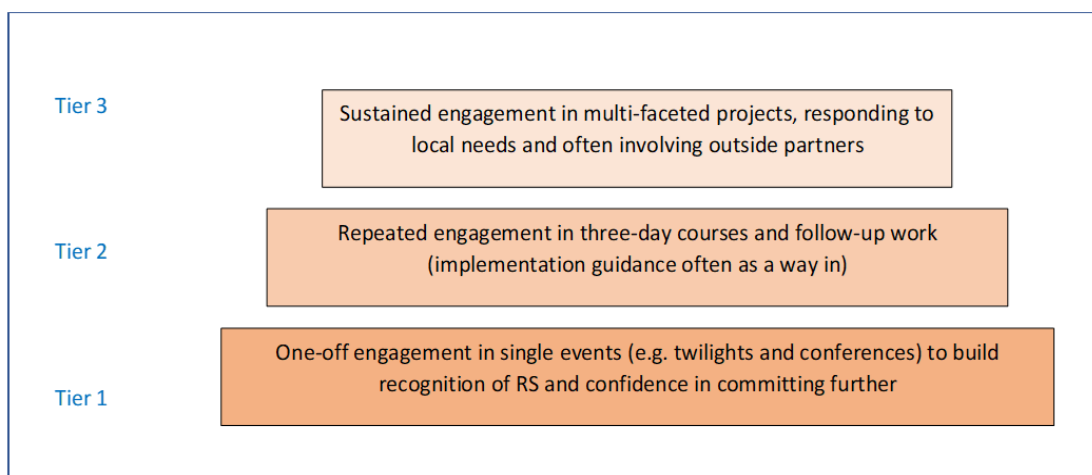 Tier 3
Sustained engagement in multi-faceted projects, responding to
local needs and often involving outside partners
Tier 2
Repeated engagement in three-day courses and follow-up work
(implementation guidance often as a way in)
One-off engagement in single events (e.g. twilights and conferences) to build
recognition of RS and confidence in committing further
Tier 1